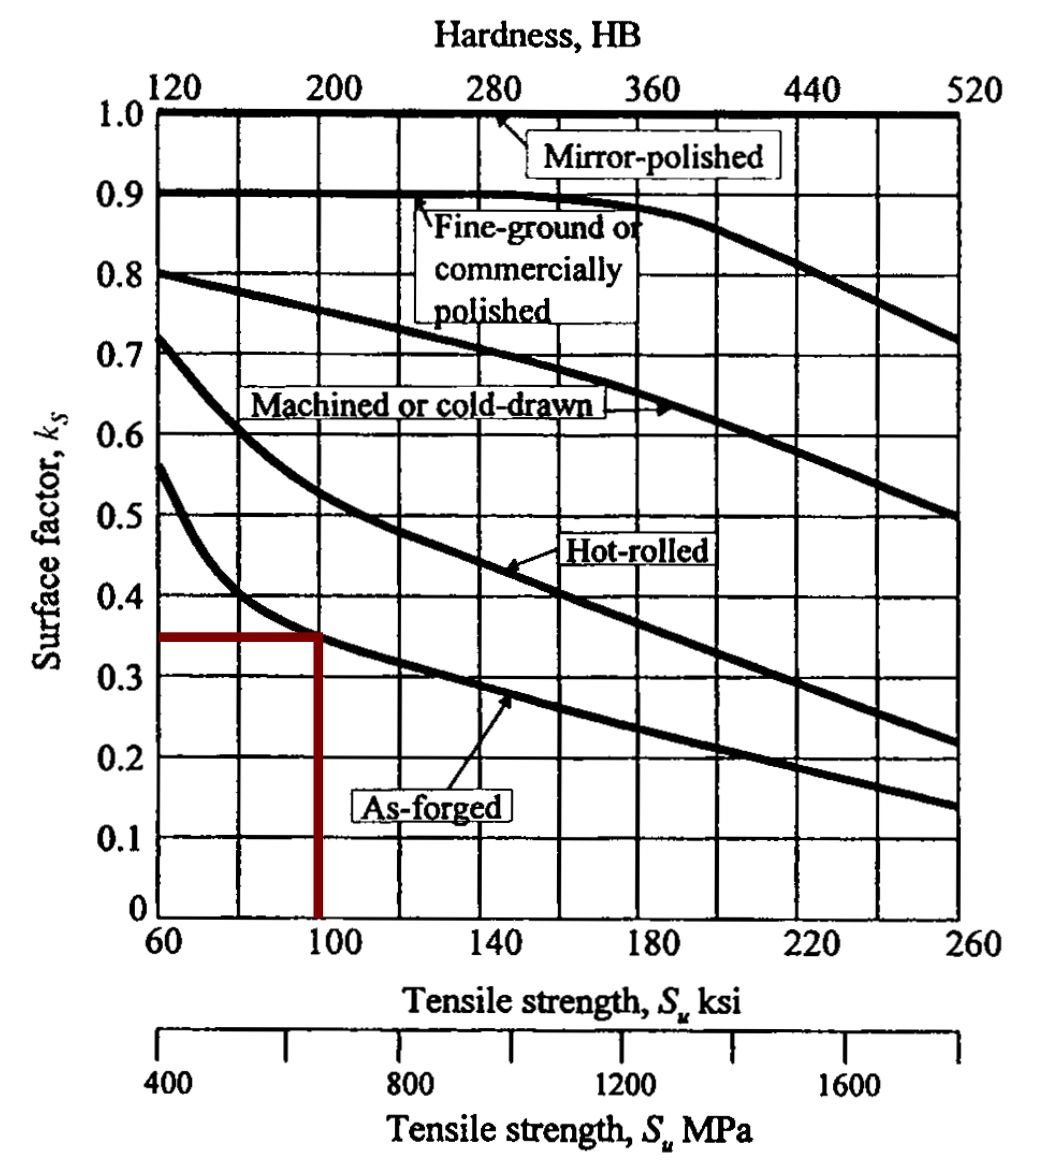 Hardness, HB
120 200 280 360 440 520
1.0
Mirror-polished
0.9
Fine-ground or
commercially
polished
0.8
0.7
Machined or cold-drawn
0.6
0.5
Hot-rolled
0.4
0.3
0.2
As-forged
0.1
0
Surface factor, kS
60 100 140 180 220 260
Tensile strength, Su ksi
400 800 1200 1600
Tensile strength, Su MPa